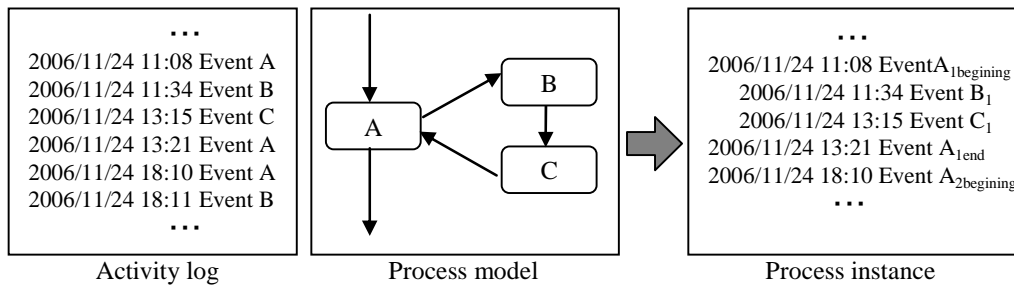 ...
2006/11/24 11:08 Event A
2006/11/24 11:34 Event B
2006/11/24 13:15 Event C
2006/11/24 13:21 Event A
2006/11/24 18:10 Event A
2006/11/24 18:11 Event B
...
Activity log
A
B
C
Process model
...
2006/11/24 11:08 EventA1begining
2006/11/24 11:34 Event B1
2006/11/24 13:15 Event C1
2006/11/24 13:21 Event A1end
2006/11/24 18:10 Event A2begining
...
Process instance